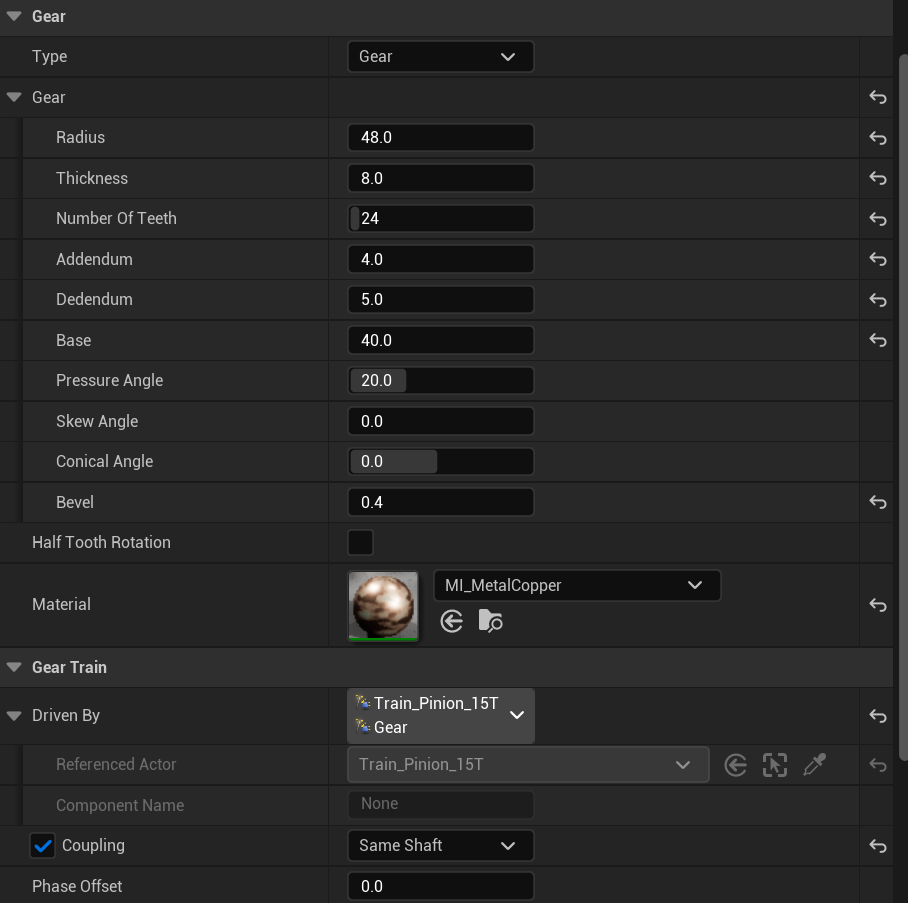 Gear
Type
Gear
Gear
Radius
48.0
Thickness
8.0
Number Of Teeth
24
Addendum
4.0
Dedendum
5.0
Base
40.0
Pressure Angle
20.0
Skew Angle
0.0
Conical Angle
0.0
Bevel
0.4
Half Tooth Rotation
Material
MI_MetalCopper
Gear Train
Driven By
Train_Pinion_15T
Gear
Referenced Actor
Train_Pinion_15T
Component Name
None
Coupling
Same Shaft
Phase Offset
0.0